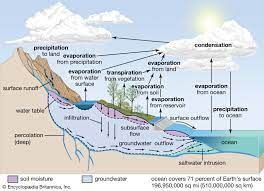 precipitation
to land
evaporation
from precipitation
evaporation
from
water
surface
transpiration
from
vegetation
evaporation
from land
evaporation
from soil
condensation
evaporation
from
reservoir
evaporation
from
ocean
precipitation
to ocean
surface runoff
water table
percolation
(deep)
infiltration
subsurface
flow
surface outflow
groundwater outflow
ocean
saltwater intrusion
soil moisture
groundwater
ocean covers 71 percent of Earth's surface
196,950,000 sq mi (510,000,000 sq km)
© Encyclopædia Britannica, Inc.